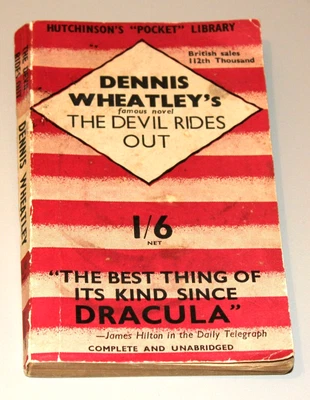 HUTCHINSON'S "POCKET" LIBRARY
British sales
112th Thousand
DENNIS
WHEATLEY's
famous novel
THE DEVIL RIDES
OUT
1/6
NET
"THE BEST THING OF
ITS KIND SINCE
DRACULA"
—James Hilton in the Daily Telegraph
COMPLETE AND UNABRIDGED
DENNIS WHEATLEY